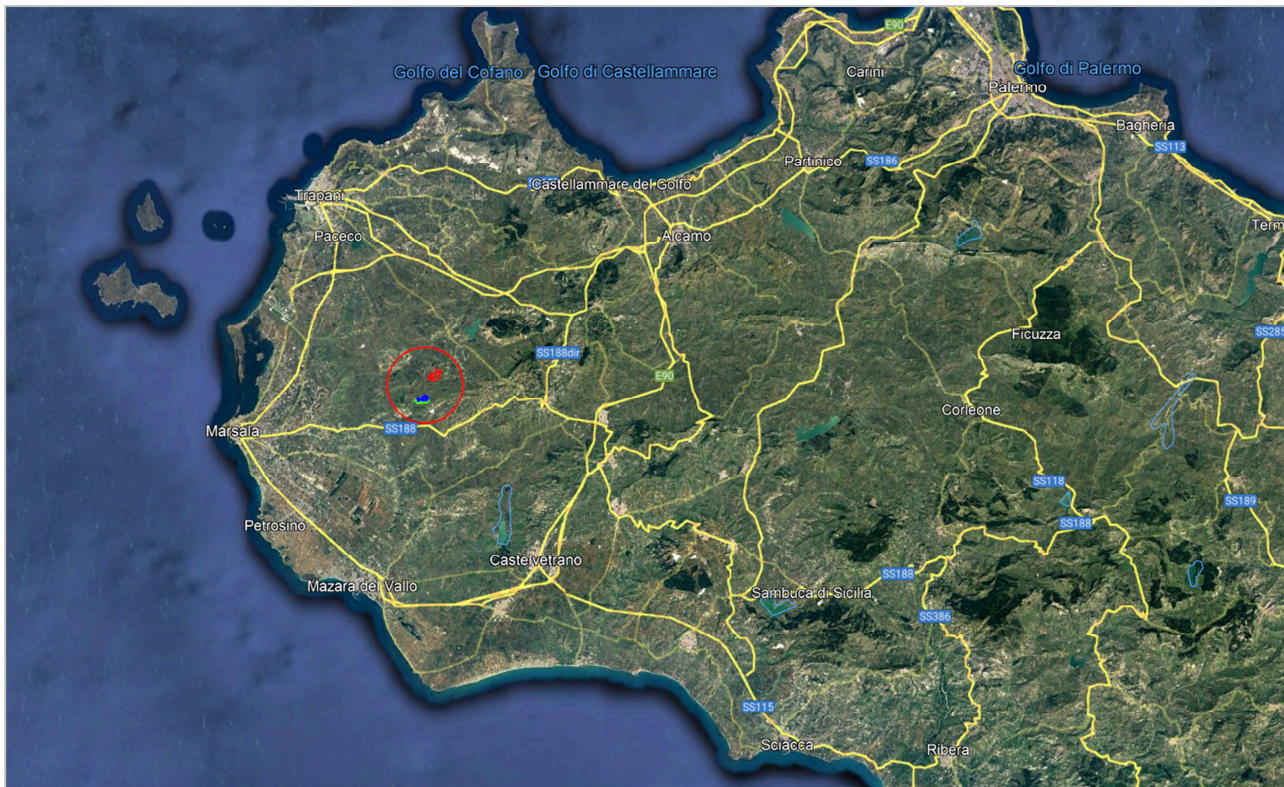 E90
Golfo del Cofano
Golfo di Castellammare
Carini
Golfo di Palermo
Palermo
Bagheria
SS113
Partinico
SS186
Castellammare del Golfo
Trapani
Paceco
Alcamo
Term
SS285
Ficuzza
SS188dir
E90
Corleone
SS188
Marsala
SS118
SS189
SS188
Petrosino
Castelvetrano
Mazara del Vallo
SS188
Sambuca di Sicilia
SS386
SS115
Sciacca
Ribera